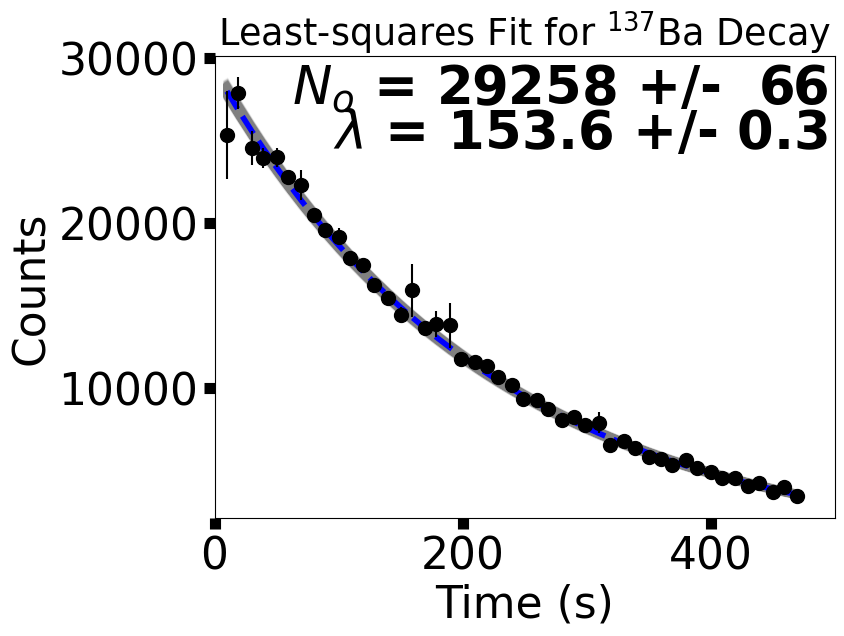 Least-squares Fit for ¹³⁷Ba Decay
N₀ = 29258 +/- 66
λ = 153.6 +/- 0.3
30000
20000
10000
Counts
0 200 400
Time (s)